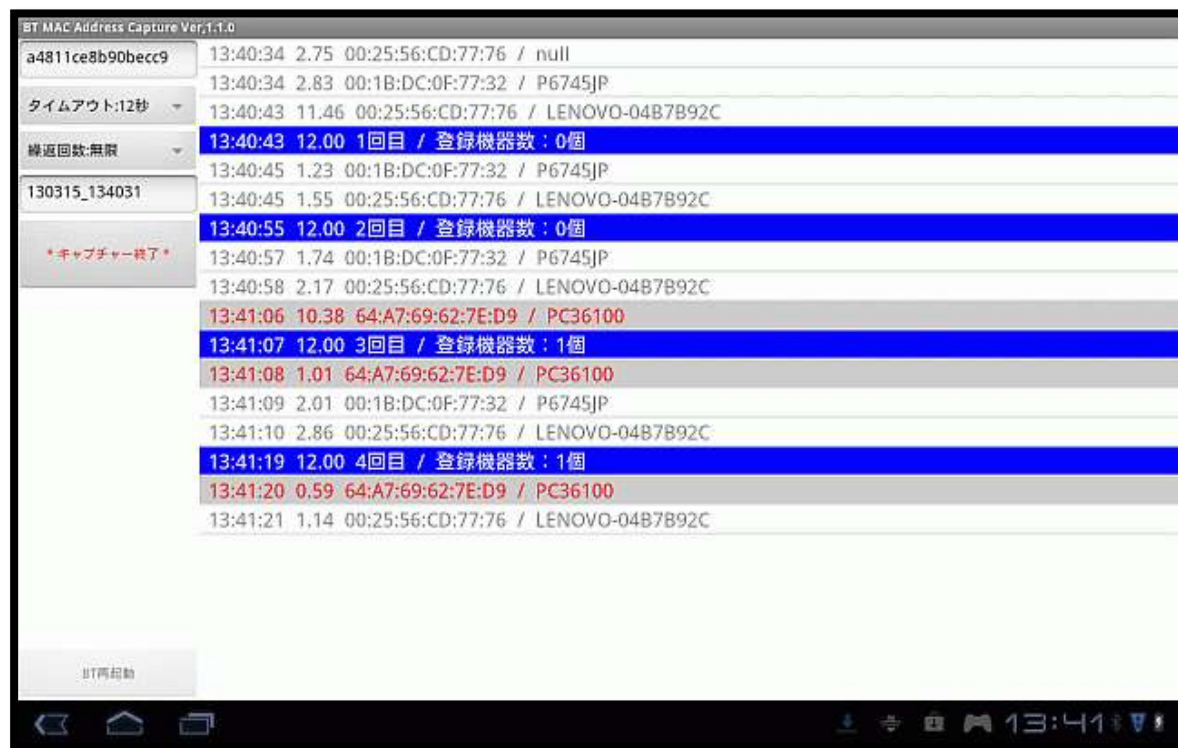 BT MAC Address Capture Ver,1.1.0
a4811ce8b90becc9
タイムアウト:12秒
繰返回数:無限
130315_134031
*キャプチャー終了*
BT再起動
13:40:34 2.75 00:25:56:CD:77:76 / null
13:40:34 2.83 00:1B:DC:0F:77:32 / P6745JP
13:40:43 11.46 00:25:56:CD:77:76 / LENOVO-04B7B92C
13:40:43 12.00 1回目 / 登録機器数：0個
13:40:45 1.23 00:1B:DC:0F:77:32 / P6745JP
13:40:45 1.55 00:25:56:CD:77:76 / LENOVO-04B7B92C
13:40:55 12.00 2回目 / 登録機器数：0個
13:40:57 1.74 00:1B:DC:0F:77:32 / P6745JP
13:40:58 2.17 00:25:56:CD:77:76 / LENOVO-04B7B92C
13:41:06 10.38 64:A7:69:62:7E:D9 / PC36100
13:41:07 12.00 3回目 / 登録機器数：1個
13:41:08 1.01 64:A7:69:62:7E:D9 / PC36100
13:41:09 2.01 00:1B:DC:0F:77:32 / P6745JP
13:41:10 2.86 00:25:56:CD:77:76 / LENOVO-04B7B92C
13:41:19 12.00 4回目 / 登録機器数：1個
13:41:20 0.59 64:A7:69:62:7E:D9 / PC36100
13:41:21 1.14 00:25:56:CD:77:76 / LENOVO-04B7B92C
13:41